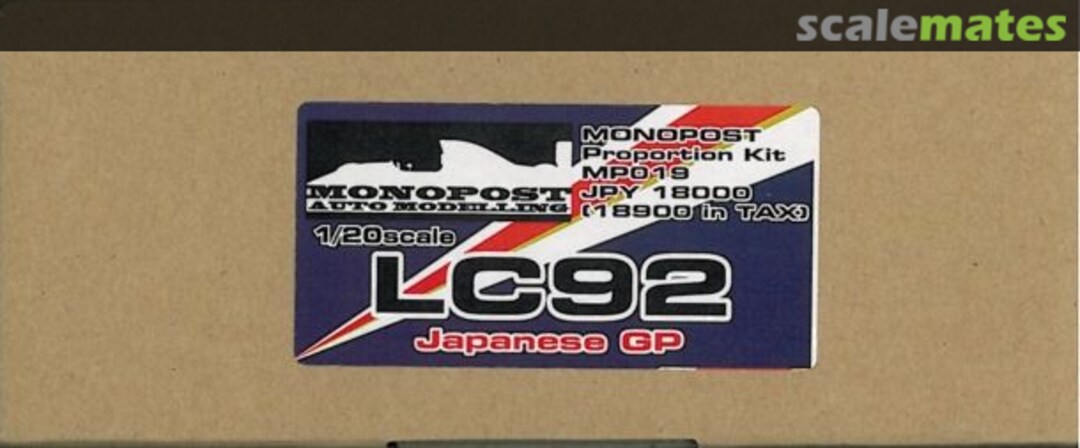 scalemates
MONOPOST
Proportion Kit
MP019
JPY 18000
(18900 in TAX)
MONOPOST
AUTO MODELLING
1/20scale
LC92
Japanese GP